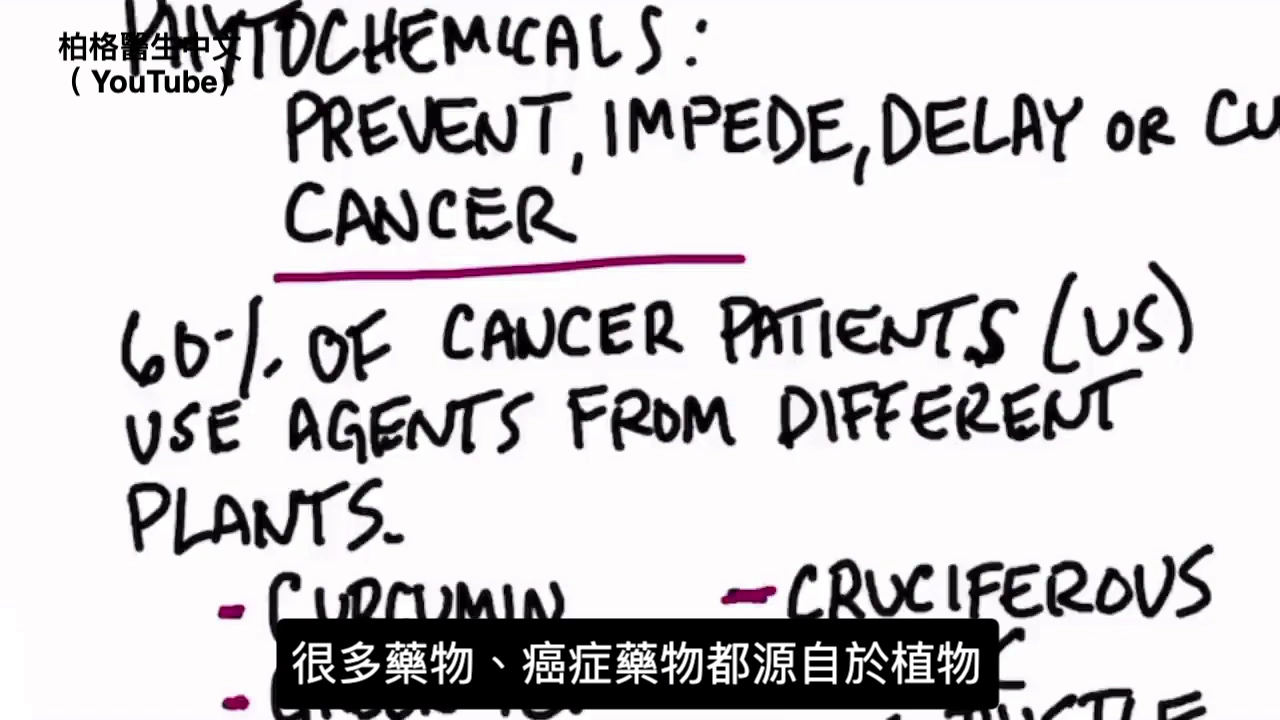 柏格醫生中文
( YouTube)
PHYTOCHEMICALS:
PREVENT, IMPEDE, DELAY OR
CANCER
60% OF CANCER PATIENTS (US)
USE AGENTS FROM DIFFERENT
PLANTS.
- CURCUMIN
- CRUCIFEROUS
很多藥物、癌症藥物都源自於植物